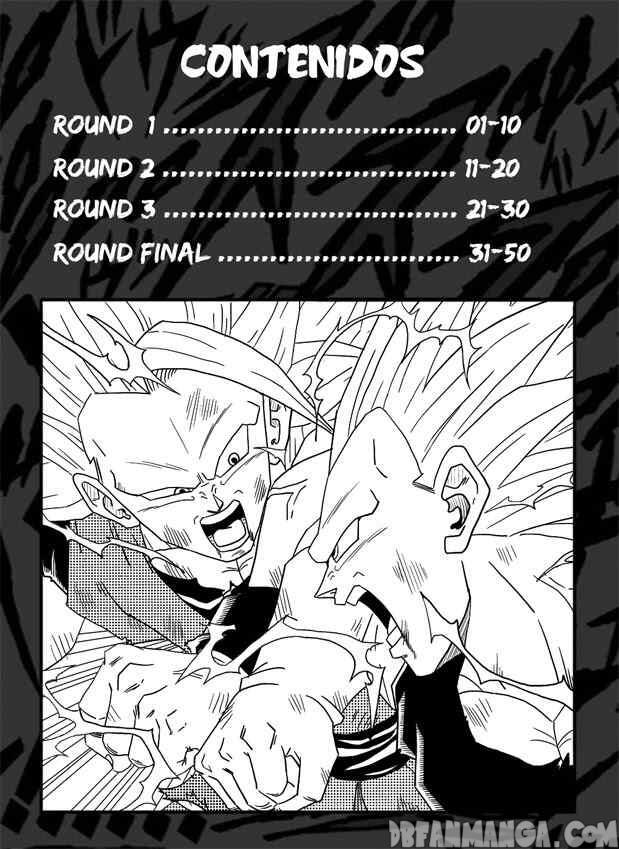 CONTENIDOS
ROUND 1 .................................. 01-10
ROUND 2 .................................. 11-20
ROUND 3 .................................. 21-30
ROUND FINAL ............................ 31-50
DBFANMANGA.COM